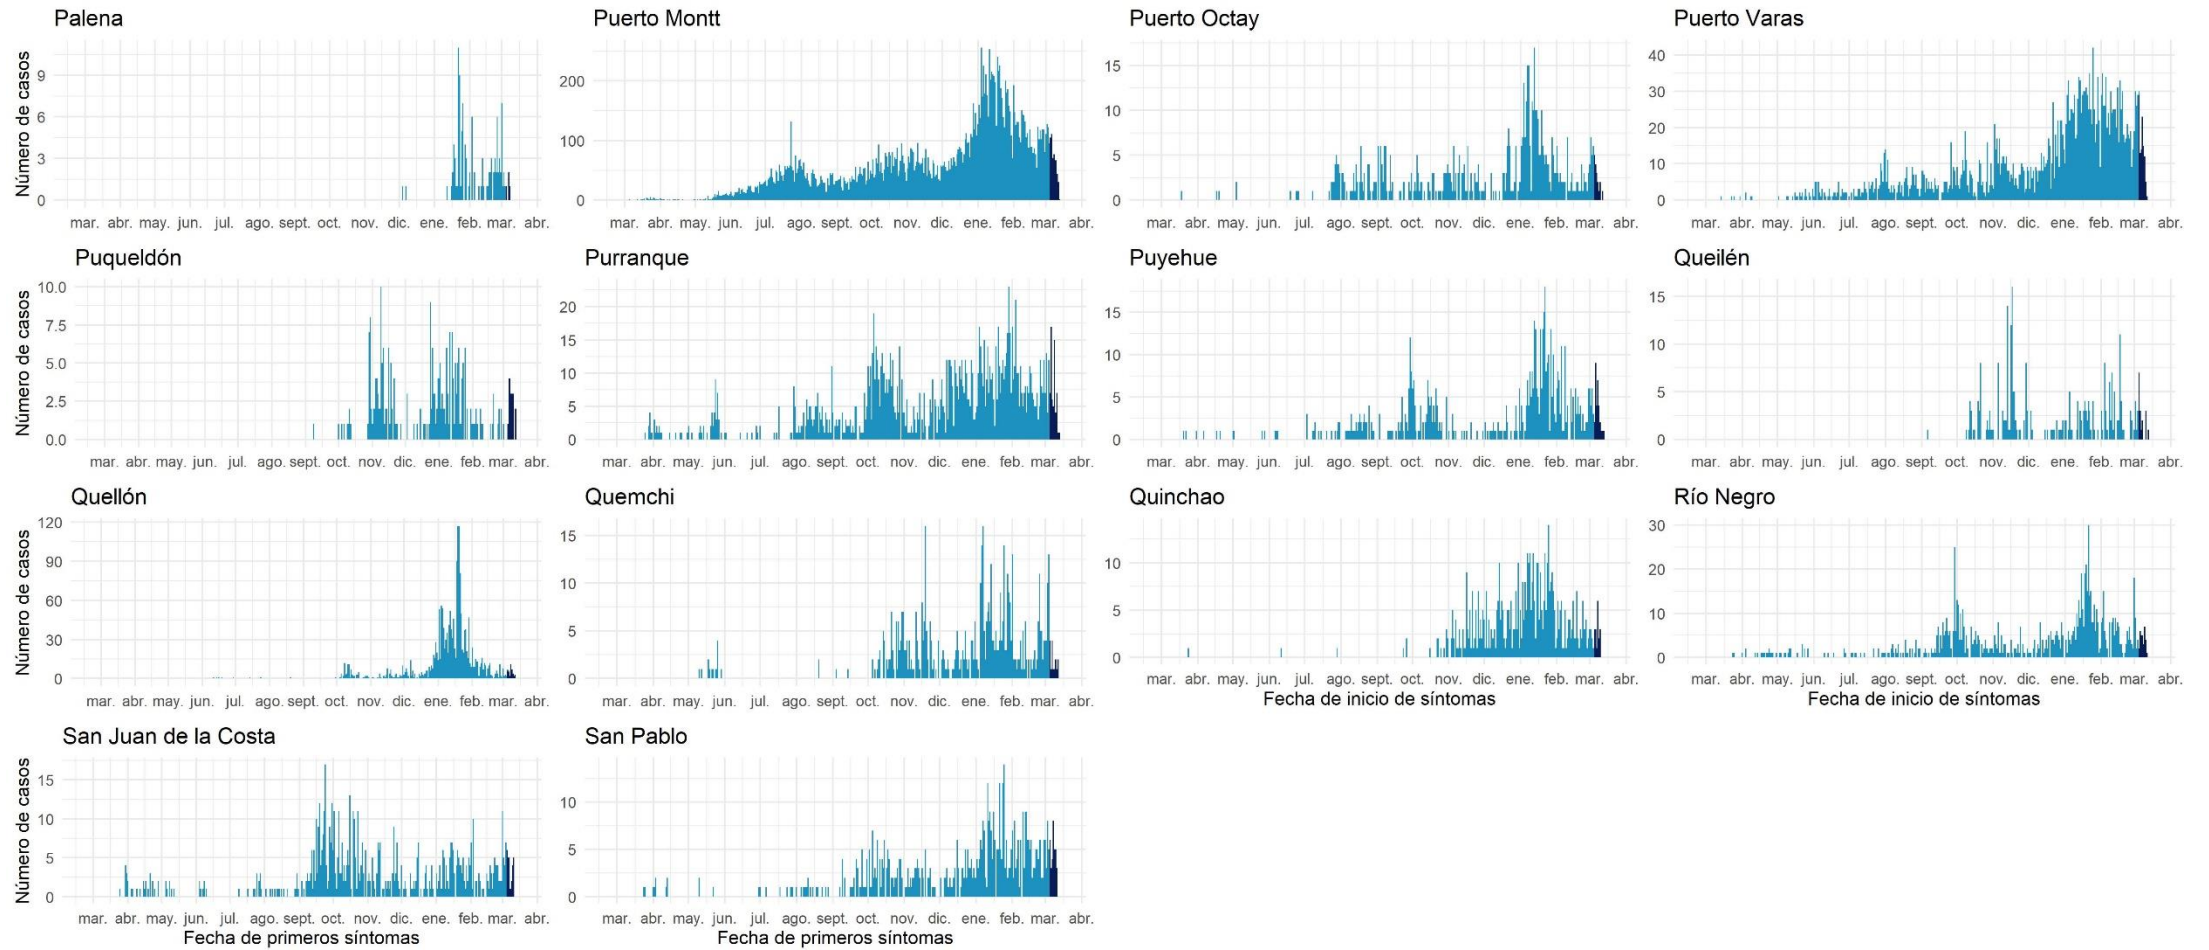 Palena
Puerto Montt
Puerto Octay
Puerto Varas
Número de casos
9
6
3
0
200
100
0
15
10
5
0
40
30
20
10
0
mar. abr. may. jun. jul. ago. sept. oct. nov. dic. ene. feb. mar. abr.
mar. abr. may. jun. jul. ago. sept. oct. nov. dic. ene. feb. mar. abr.
mar. abr. may. jun. jul. ago. sept. oct. nov. dic. ene. feb. mar. abr.
mar. abr. may. jun. jul. ago. sept. oct. nov. dic. ene. feb. mar. abr.
Puqueldón
Purranque
Puyehue
Queilén
Número de casos
10.0
7.5
5.0
2.5
0.0
20
15
10
5
0
15
10
5
0
15
10
5
0
mar. abr. may. jun. jul. ago. sept. oct. nov. dic. ene. feb. mar. abr.
mar. abr. may. jun. jul. ago. sept. oct. nov. dic. ene. feb. mar. abr.
mar. abr. may. jun. jul. ago. sept. oct. nov. dic. ene. feb. mar. abr.
mar. abr. may. jun. jul. ago. sept. oct. nov. dic. ene. feb. mar. abr.
Quellón
Quemchi
Quinchao
Río Negro
Número de casos
120
90
60
30
0
15
10
5
0
10
5
0
30
20
10
0
mar. abr. may. jun. jul. ago. sept. oct. nov. dic. ene. feb. mar. abr.
mar. abr. may. jun. jul. ago. sept. oct. nov. dic. ene. feb. mar. abr.
mar. abr. may. jun. jul. ago. sept. oct. nov. dic. ene. feb. mar. abr.
Fecha de inicio de síntomas
mar. abr. may. jun. jul. ago. sept. oct. nov. dic. ene. feb. mar. abr.
Fecha de inicio de síntomas
San Juan de la Costa
San Pablo
Número de casos
15
10
5
0
10
5
0
mar. abr. may. jun. jul. ago. sept. oct. nov. dic. ene. feb. mar. abr.
Fecha de primeros síntomas
mar. abr. may. jun. jul. ago. sept. oct. nov. dic. ene. feb. mar. abr.
Fecha de primeros síntomas